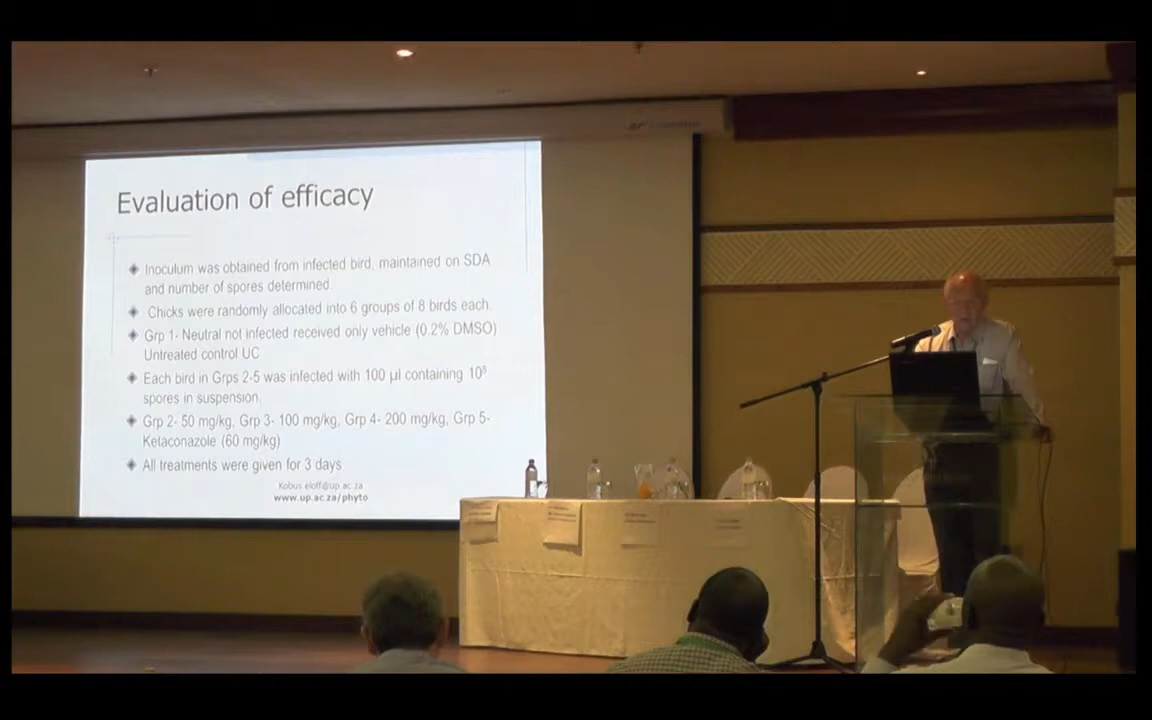 Evaluation of efficacy
Inoculum was obtained from infected bird, maintained on SDA
and number of spores determined.
Chicks were randomly allocated into 6 groups of 8 birds each.
Grp 1- Neutral not infected received only vehicle (0.2% DMSO)
Untreated control UC
Each bird in Grps 2-5 was infected with 100 µl containing 10⁸
spores in suspension.
Grp 2- 50 mg/kg, Grp 3- 100 mg/kg, Grp 4- 200 mg/kg, Grp 5-
Ketaconazole (60 mg/kg)
All treatments were given for 3 days
Kobus.eloff@up.ac.za
www.up.ac.za/phyto